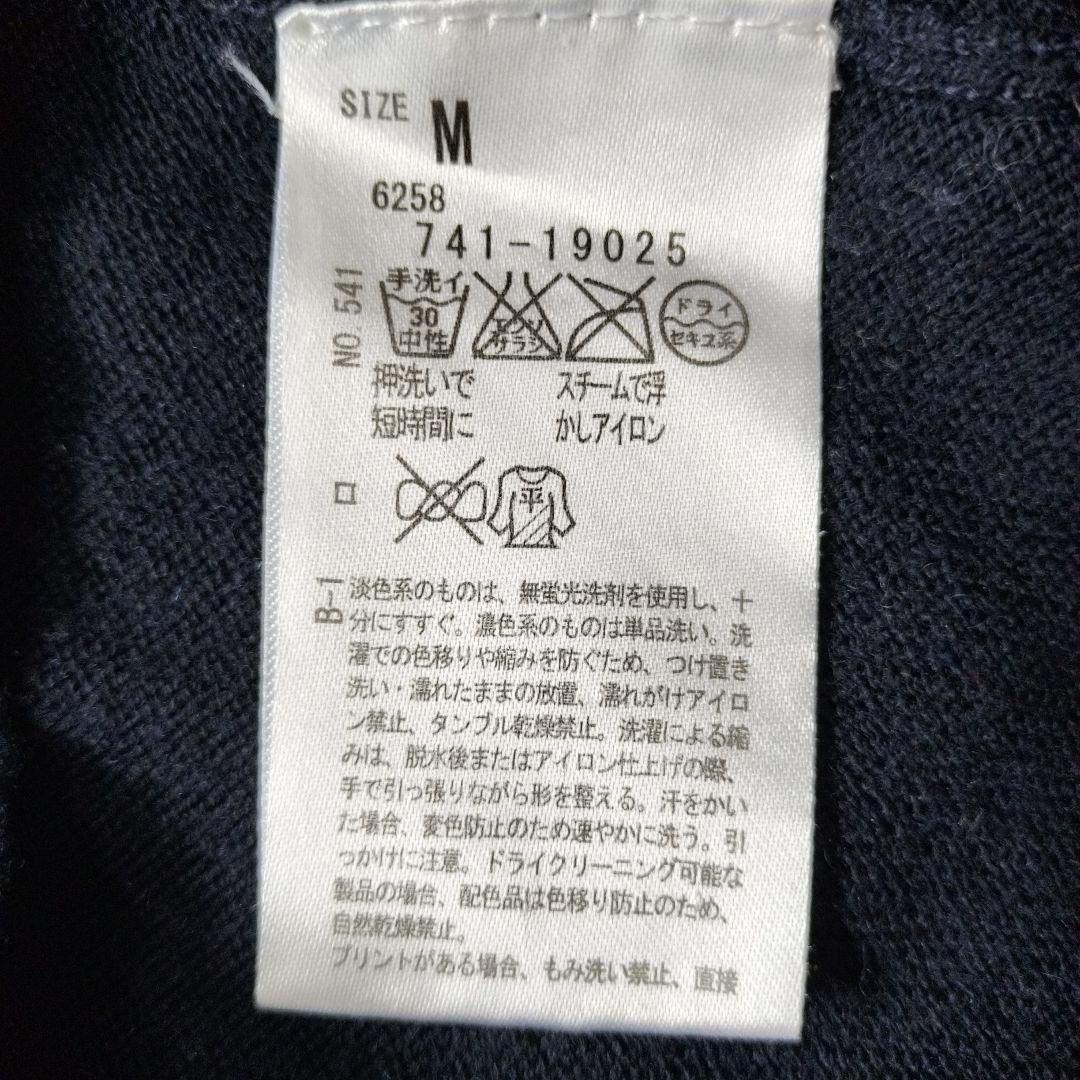 SIZE M
6258
741-19025
NO. 541
手洗イ
30
中性
エンソ
サラシ
ドライ
セキユ系
押洗いで
短時間に
スチームで浮
かしアイロン
ロ
平
B-1
淡色系のものは、無蛍光洗剤を使用し、十
分にすすぐ。濃色系のものは単品洗い。洗
濯での色移りや縮みを防ぐため、つけ置き
洗い・濡れたままの放置、濡れがけアイロ
ン禁止、タンブル乾燥禁止。洗濯による縮
みは、脱水後またはアイロン仕上げの際、
手で引っ張りながら形を整える。汗をかい
た場合、変色防止のため速やかに洗う。引
っかけに注意。ドライクリーニング可能な
製品の場合、配色品は色移り防止のため、
自然乾燥禁止。
プリントがある場合、もみ洗い禁止、直接